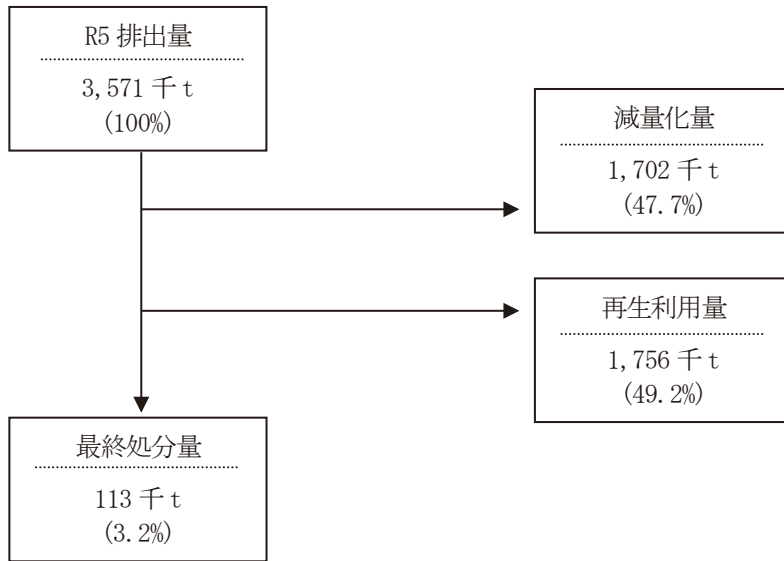 R5 排出量
3,571 千 t
(100%)
減量化量
1,702 千 t
(47.7%)
再生利用量
1,756 千 t
(49.2%)
最終処分量
113 千 t
(3.2%)